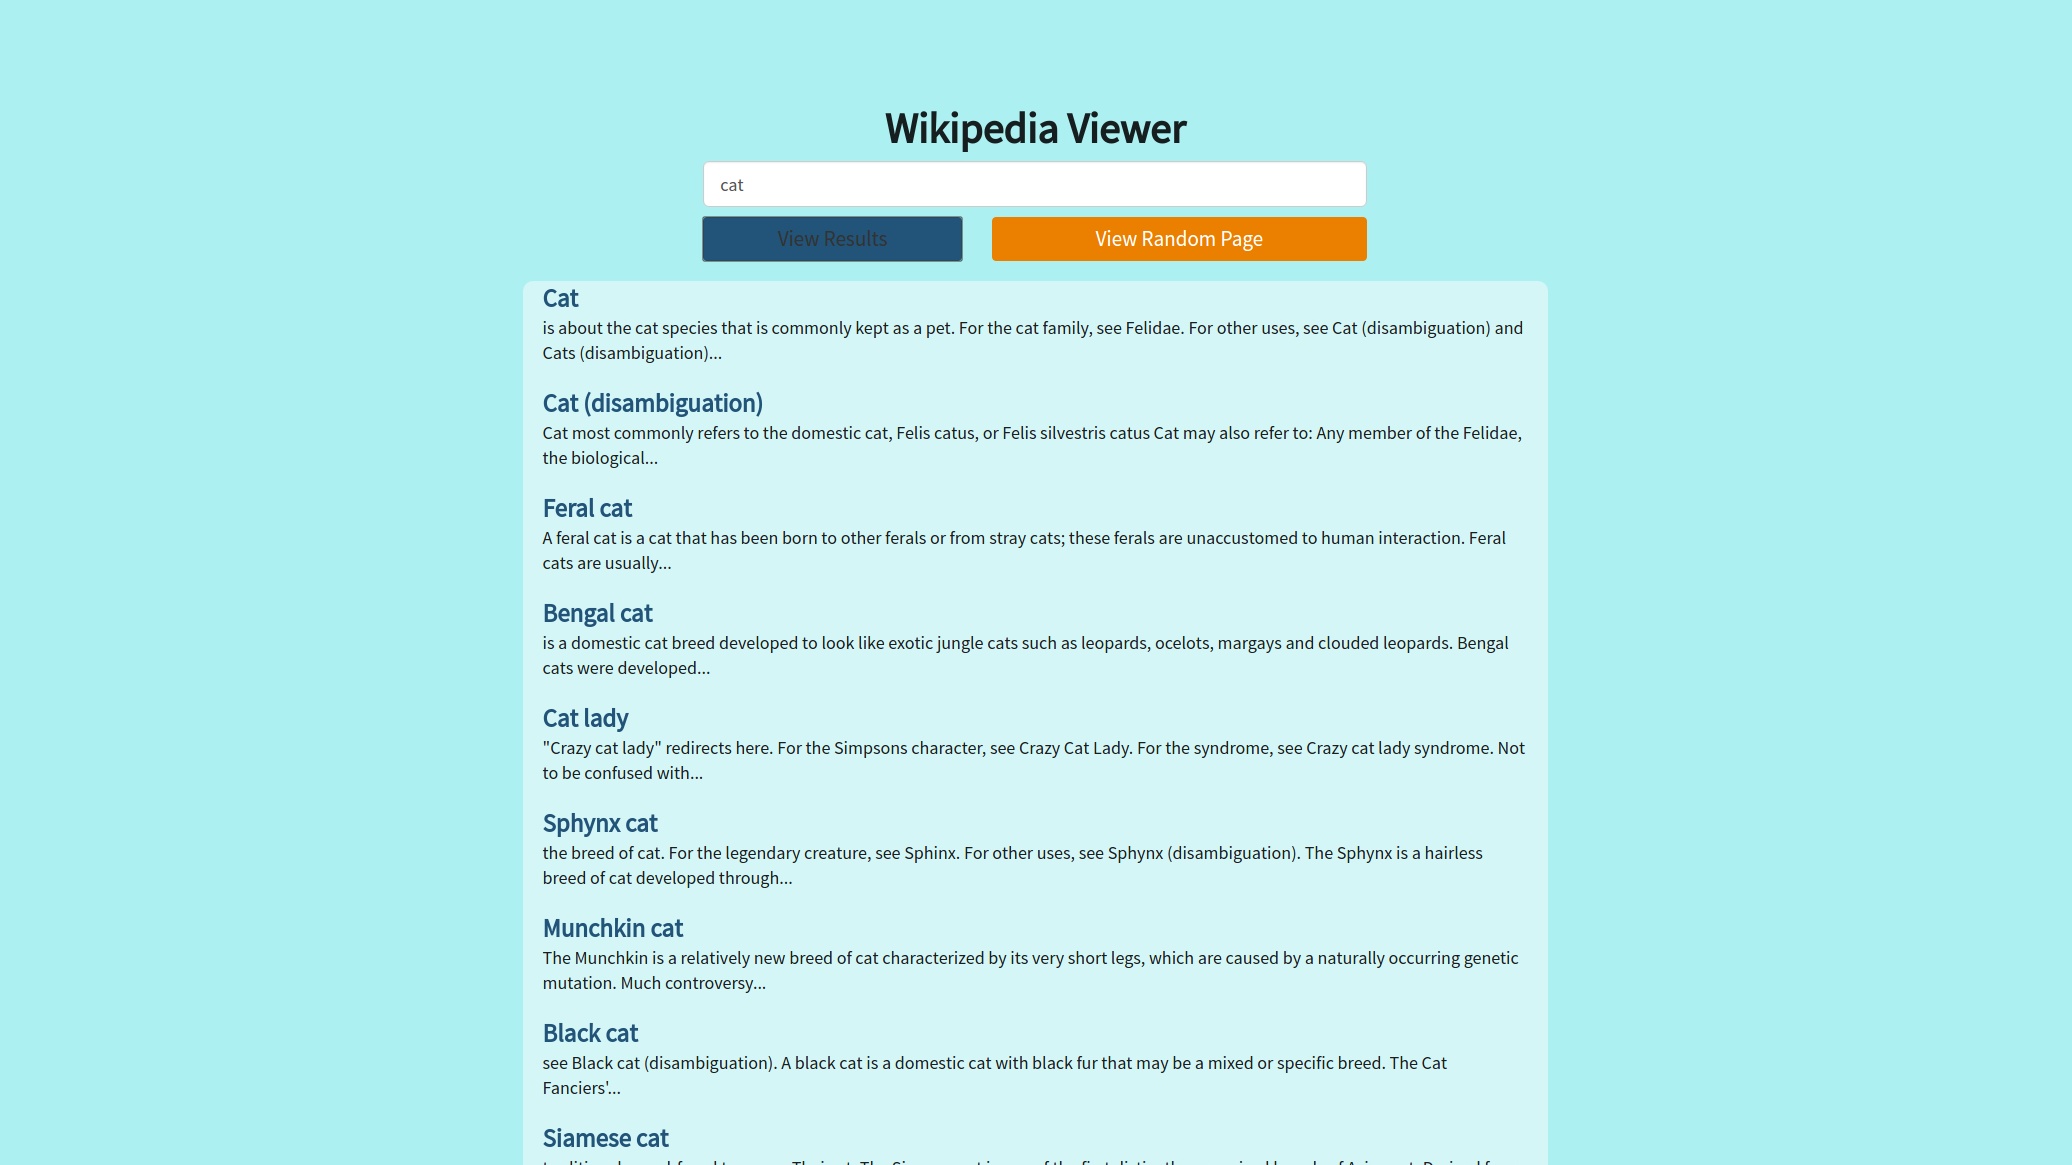 Wikipedia Viewer
cat
View Results
View Random Page
Cat
is about the cat species that is commonly kept as a pet. For the cat family, see Felidae. For other uses, see Cat (disambiguation) and
Cats (disambiguation)...
Cat (disambiguation)
Cat most commonly refers to the domestic cat, Felis catus, or Felis silvestris catus Cat may also refer to: Any member of the Felidae,
the biological...
Feral cat
A feral cat is a cat that has been born to other ferals or from stray cats; these ferals are unaccustomed to human interaction. Feral
cats are usually...
Bengal cat
is a domestic cat breed developed to look like exotic jungle cats such as leopards, ocelots, margays and clouded leopards. Bengal
cats were developed...
Cat lady
"Crazy cat lady" redirects here. For the Simpsons character, see Crazy Cat Lady. For the syndrome, see Crazy cat lady syndrome. Not
to be confused with...
Sphynx cat
the breed of cat. For the legendary creature, see Sphinx. For other uses, see Sphynx (disambiguation). The Sphynx is a hairless
breed of cat developed through...
Munchkin cat
The Munchkin is a relatively new breed of cat characterized by its very short legs, which are caused by a naturally occurring genetic
mutation. Much controversy...
Black cat
see Black cat (disambiguation). A black cat is a domestic cat with black fur that may be a mixed or specific breed. The Cat
Fanciers'...
Siamese cat